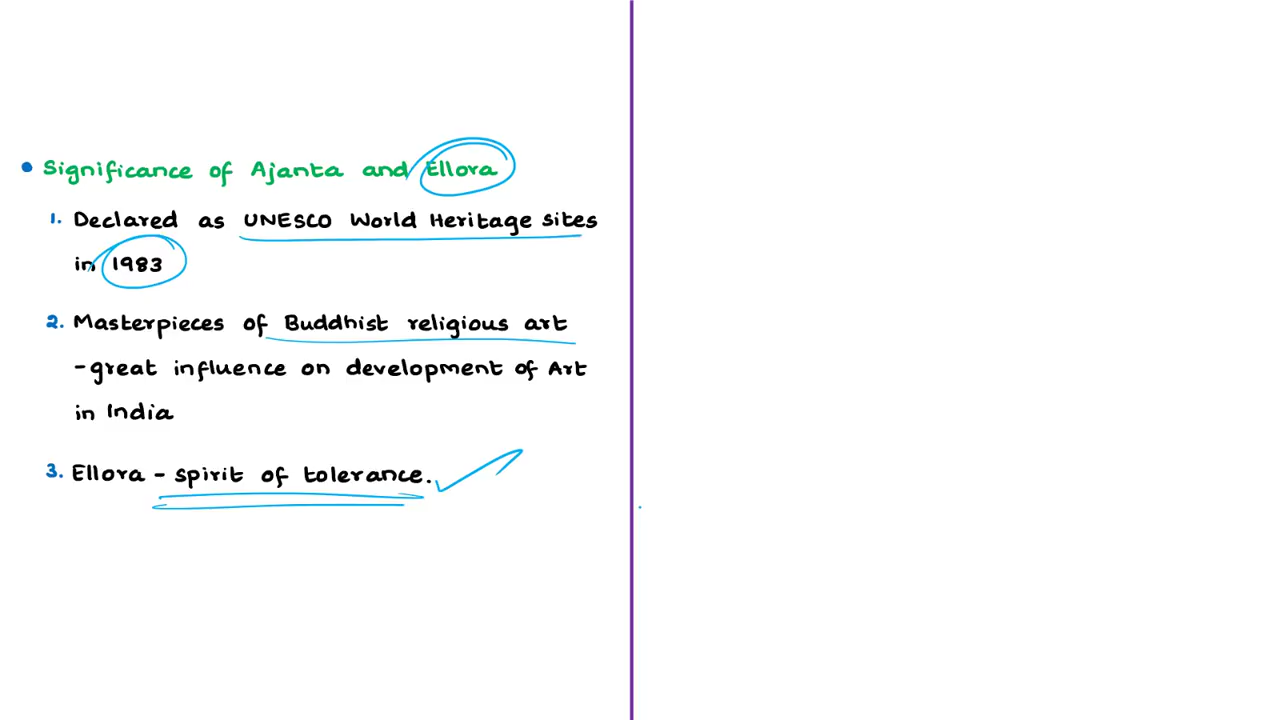 • Significance of Ajanta and Ellora
1. Declared as UNESCO World Heritage sites
in 1983
2. Masterpieces of Buddhist religious art
- great influence on development of Art
in India
3. Ellora - spirit of tolerance.